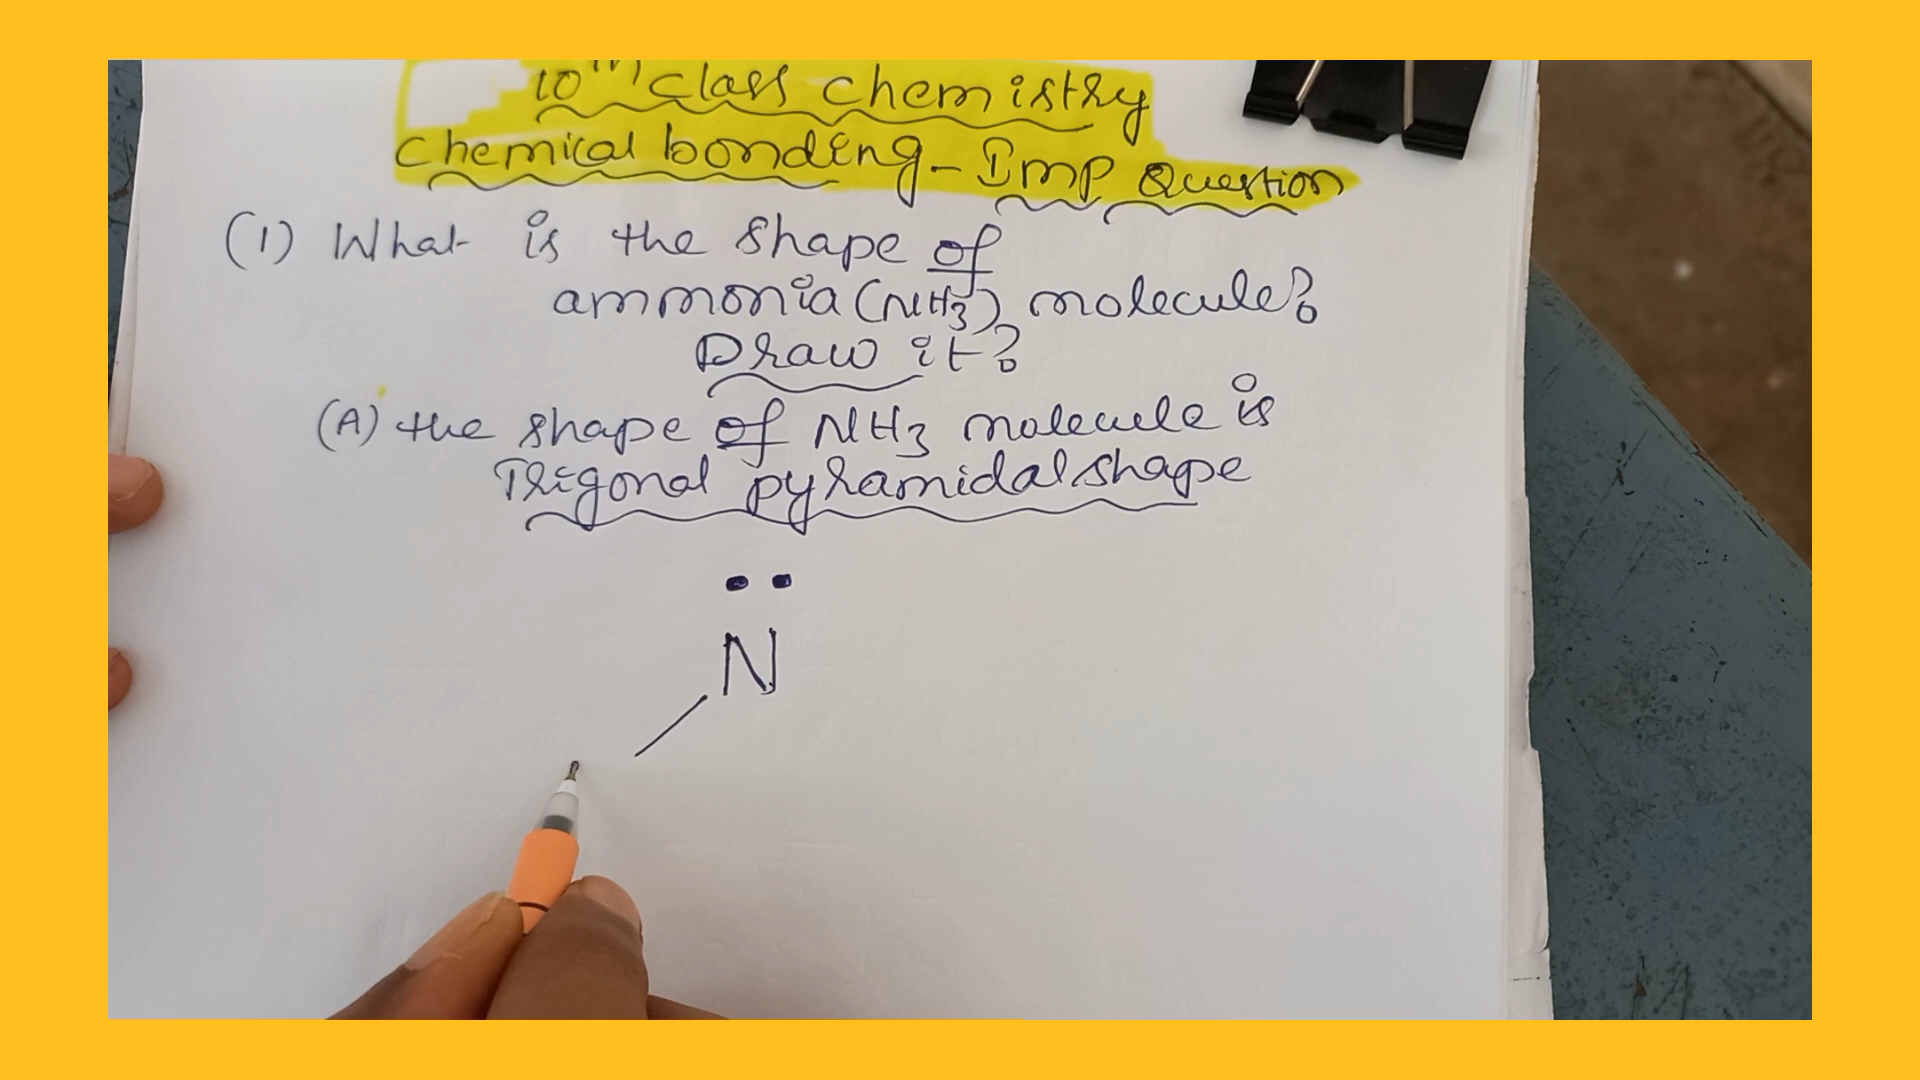 10th class chemistry
chemical bonding - Imp Question
(1) What is the shape of
ammonia (NH3) molecule?
Draw it?
(A) the shape of NH3 molecule is
Trigonal pyramidal shape
N